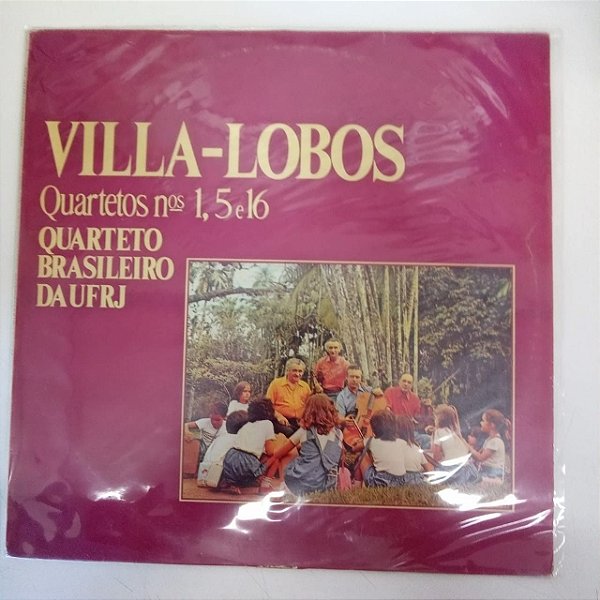 VILLA-LOBOS
Quartetos nos 1, 5 e 16
QUARTETO
BRASILEIRO
DA UFRJ